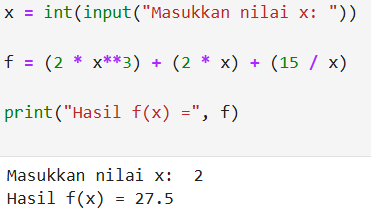 x = int(input("Masukkan nilai x: "))
f = (2 * x**3) + (2 * x) + (15 / x)
print("Hasil f(x) =", f)
Masukkan nilai x:  2
Hasil f(x) = 27.5